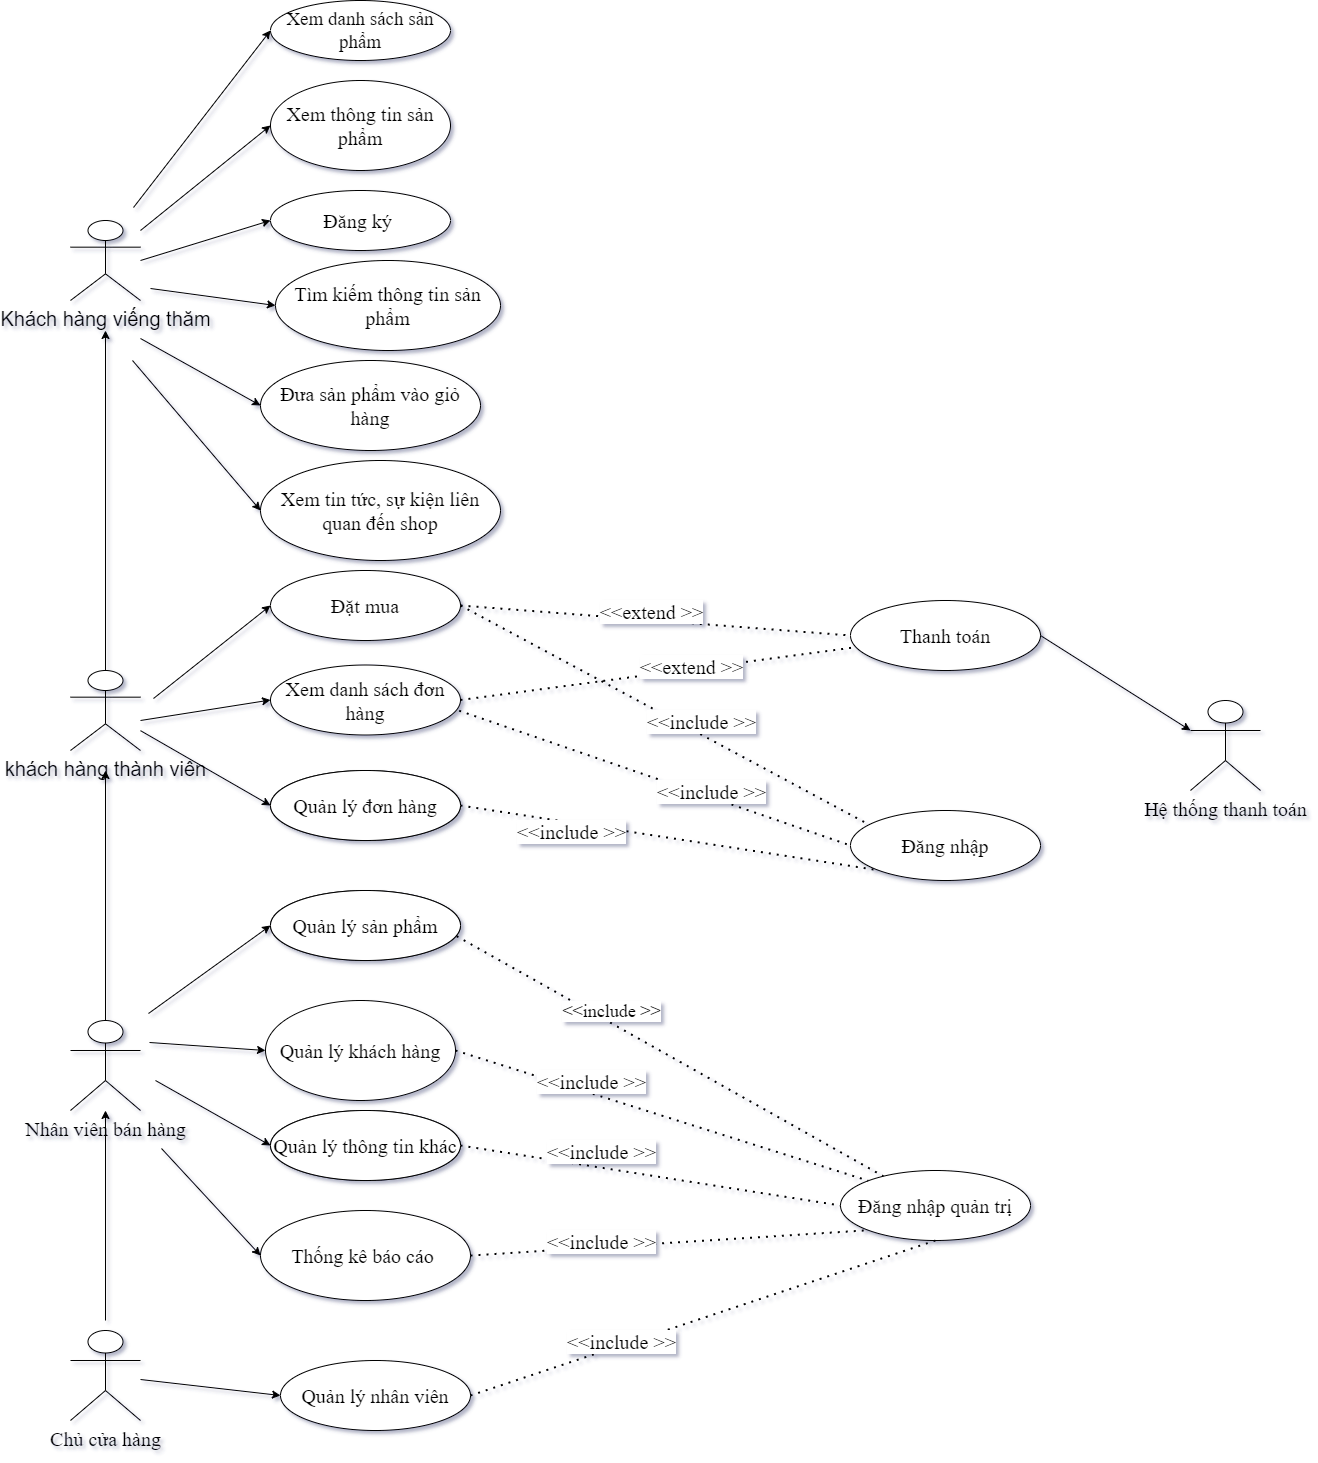 Xem danh sách sản
phẩm
Xem thông tin sản
phẩm
Đăng ký
Tìm kiếm thông tin sản
phẩm
Khách hàng viếng thăm
Đưa sản phẩm vào giỏ
hàng
Xem tin tức, sự kiện liên
quan đến shop
Đặt mua
<<extend >>
Thanh toán
<<extend >>
Xem danh sách đơn
hàng
<<include >>
khách hàng thành viên
<<include >>
Quản lý đơn hàng
Hệ thống thanh toán
<<include >>
Đăng nhập
Quản lý sản phẩm
<<include >>
Quản lý khách hàng
<<include >>
Nhân viên bán hàng
Quản lý thông tin khác
<<include >>
Đăng nhập quản trị
<<include >>
Thống kê báo cáo
<<include >>
Quản lý nhân viên
Chủ cửa hàng